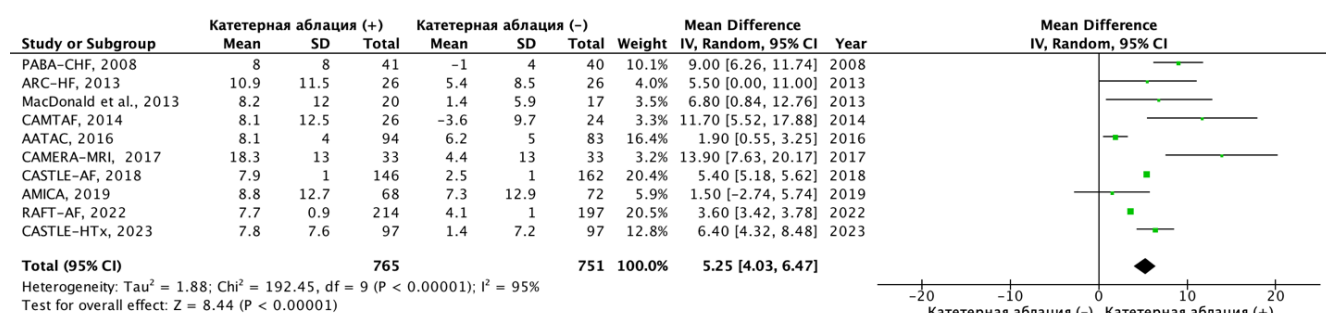 Катетерная аблация (+) Катетерная аблация (–) Mean Difference Mean Difference
Study or Subgroup Mean SD Total Mean SD Total Weight IV, Random, 95% CI Year IV, Random, 95% CI
PABA-CHF, 2008 8 8 41 -1 4 40 10.1% 9.00 [6.26, 11.74] 2008
ARC-HF, 2013 10.9 11.5 26 5.4 8.5 26 4.0% 5.50 [0.00, 11.00] 2013
MacDonald et al., 2013 8.2 12 20 1.4 5.9 17 3.5% 6.80 [0.84, 12.76] 2013
CAMTAF, 2014 8.1 12.5 26 -3.6 9.7 24 3.3% 11.70 [5.52, 17.88] 2014
AATAC, 2016 8.1 4 94 6.2 5 83 16.4% 1.90 [0.55, 3.25] 2016
CAMERA-MRI, 2017 18.3 13 33 4.4 13 33 3.2% 13.90 [7.63, 20.17] 2017
CASTLE-AF, 2018 7.9 1 146 2.5 1 162 20.4% 5.40 [5.18, 5.62] 2018
AMICA, 2019 8.8 12.7 68 7.3 12.9 72 5.9% 1.50 [-2.74, 5.74] 2019
RAFT-AF, 2022 7.7 0.9 214 4.1 1 197 20.5% 3.60 [3.42, 3.78] 2022
CASTLE-HTx, 2023 7.8 7.6 97 1.4 7.2 97 12.8% 6.40 [4.32, 8.48] 2023
Total (95% CI) 765 751 100.0% 5.25 [4.03, 6.47]
Heterogeneity: Tau² = 1.88; Chi² = 192.45, df = 9 (P < 0.00001); I² = 95%
Test for overall effect: Z = 8.44 (P < 0.00001)
-20 -10 0 10 20
Катетерная аблация (–) Катетерная аблация (+)